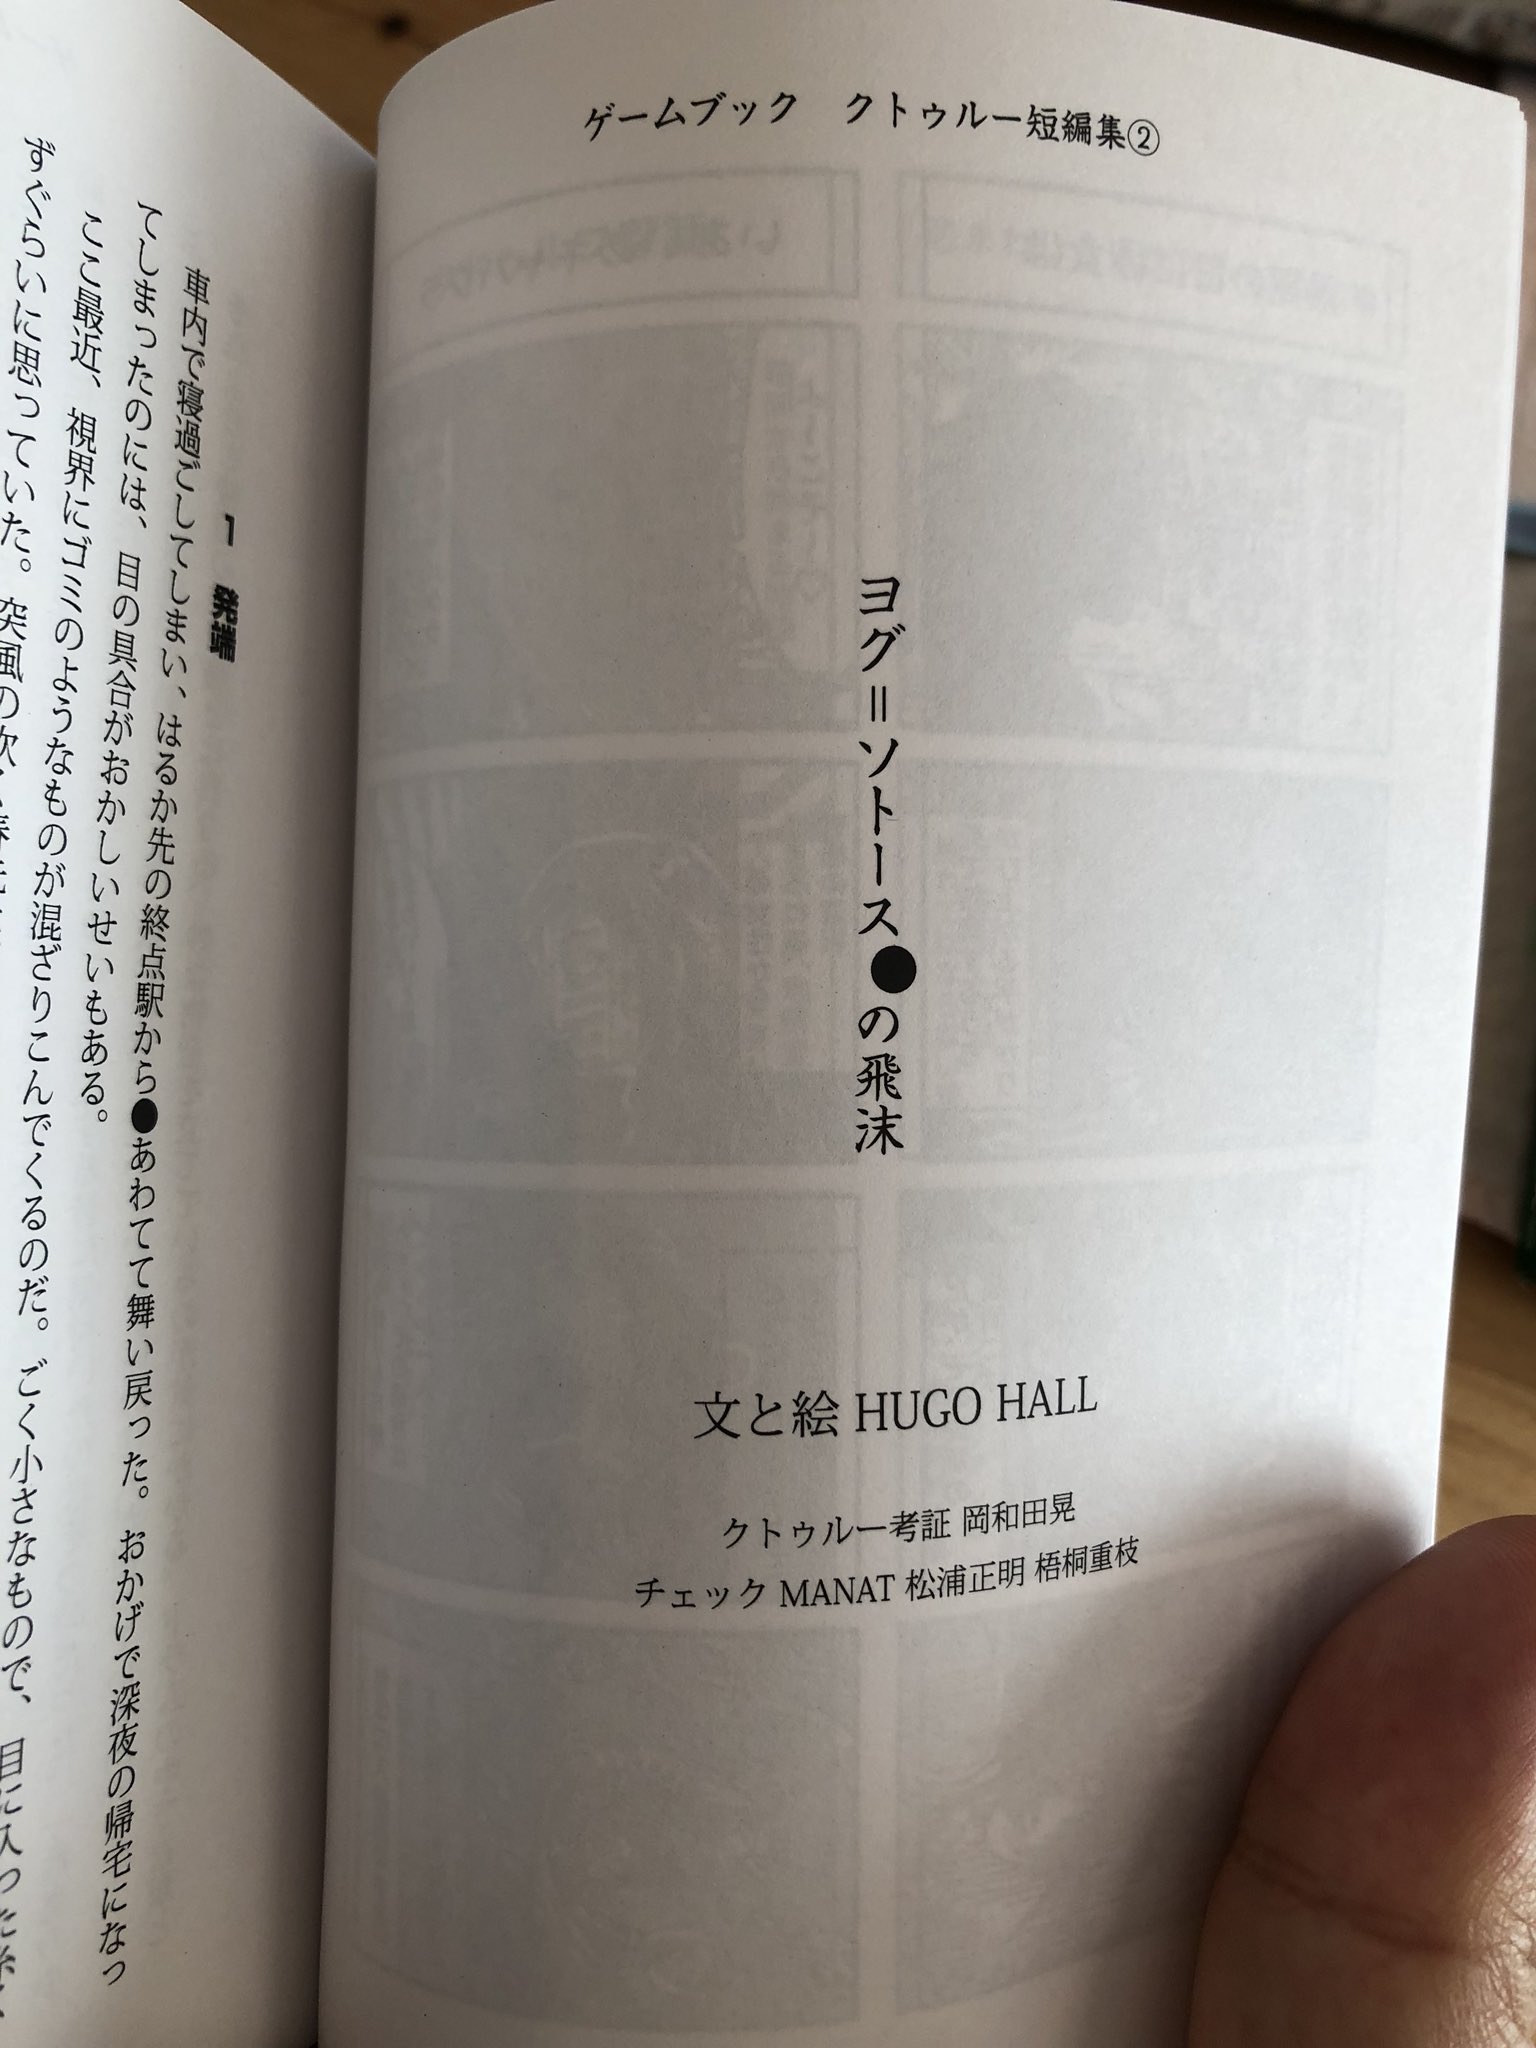 ゲームブック　クトゥルー短編集②
ヨグ＝ソトース●の飛沫
文と絵 HUGO HALL
クトゥルー考証 岡和田晃
チェック MANAT 松浦正明 梧桐重枝
1　発端
車内で寝過ごしてしまい、はるか先の終点駅から●あわてて舞い戻った。おかげで深夜の帰宅になっ
てしまったのには、目の具合がおかしいせいもある。
ここ最近、視界にゴミのようなものが混ざりこんでくるのだ。ごく小さなもので、目に入った
ずぐらいに思っていた。突風の吹く